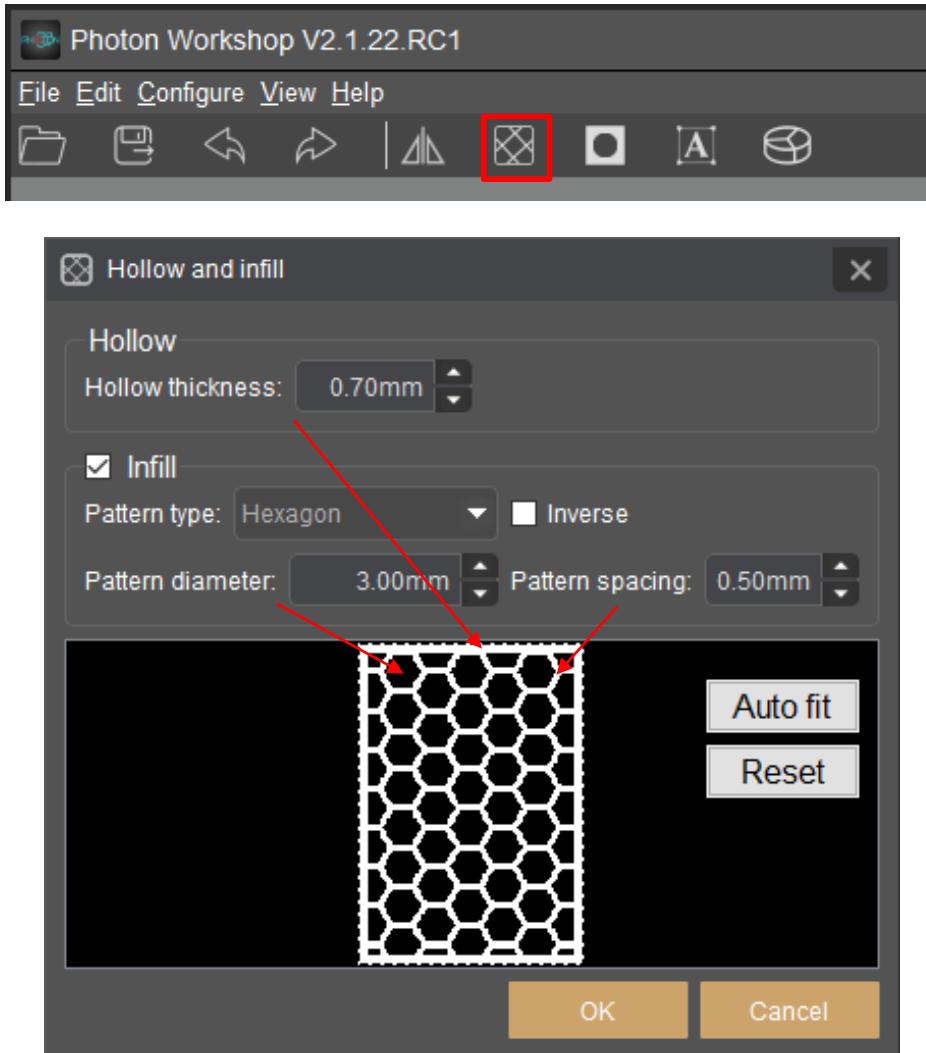 Photon Workshop V2.1.22.RC1
File Edit Configure View Help
A
Hollow and infill
Hollow
Hollow thickness: 0.70mm
Infill
Pattern type: Hexagon Inverse
Pattern diameter: 3.00mm Pattern spacing: 0.50mm
Auto fit
Reset
OK Cancel